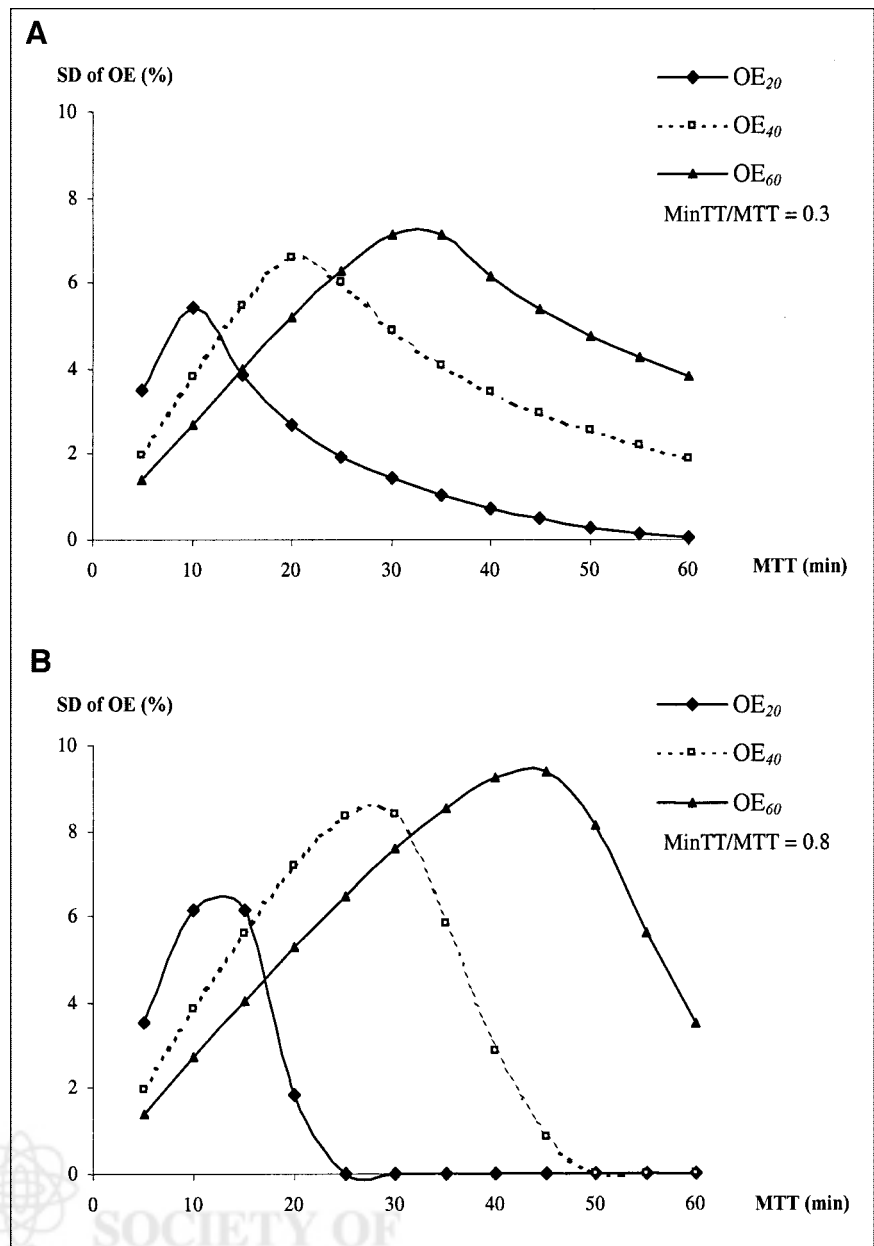 A
SD of OE (%)
OE20
OE40
OE60
MinTT/MTT = 0.3
10
8
6
4
2
0
0 10 20 30 40 50 60
MTT (min)
B
SD of OE (%)
OE20
OE40
OE60
MinTT/MTT = 0.8
10
8
6
4
2
0
0 10 20 30 40 50 60
MTT (min)
SOCIETY OF